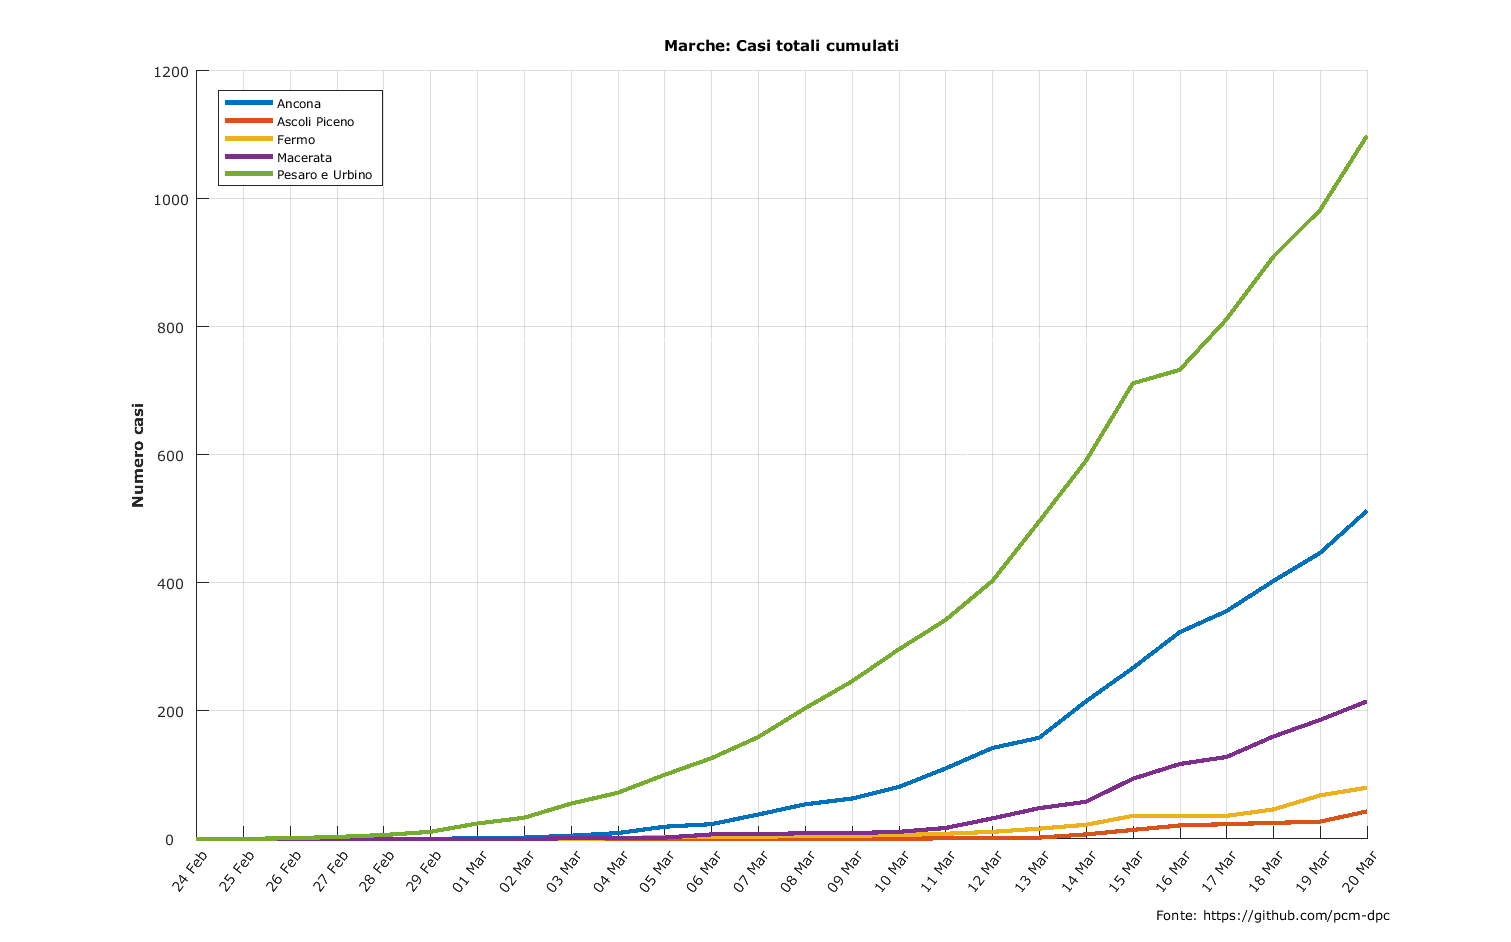 Marche: Casi totali cumulati
1200
1000
800
600
400
200
0
Numero casi
Ancona
Ascoli Piceno
Fermo
Macerata
Pesaro e Urbino
24 Feb
25 Feb
26 Feb
27 Feb
28 Feb
29 Feb
01 Mar
02 Mar
03 Mar
04 Mar
05 Mar
06 Mar
07 Mar
08 Mar
09 Mar
10 Mar
11 Mar
12 Mar
13 Mar
14 Mar
15 Mar
16 Mar
17 Mar
18 Mar
19 Mar
20 Mar
Fonte: https://github.com/pcm-dpc